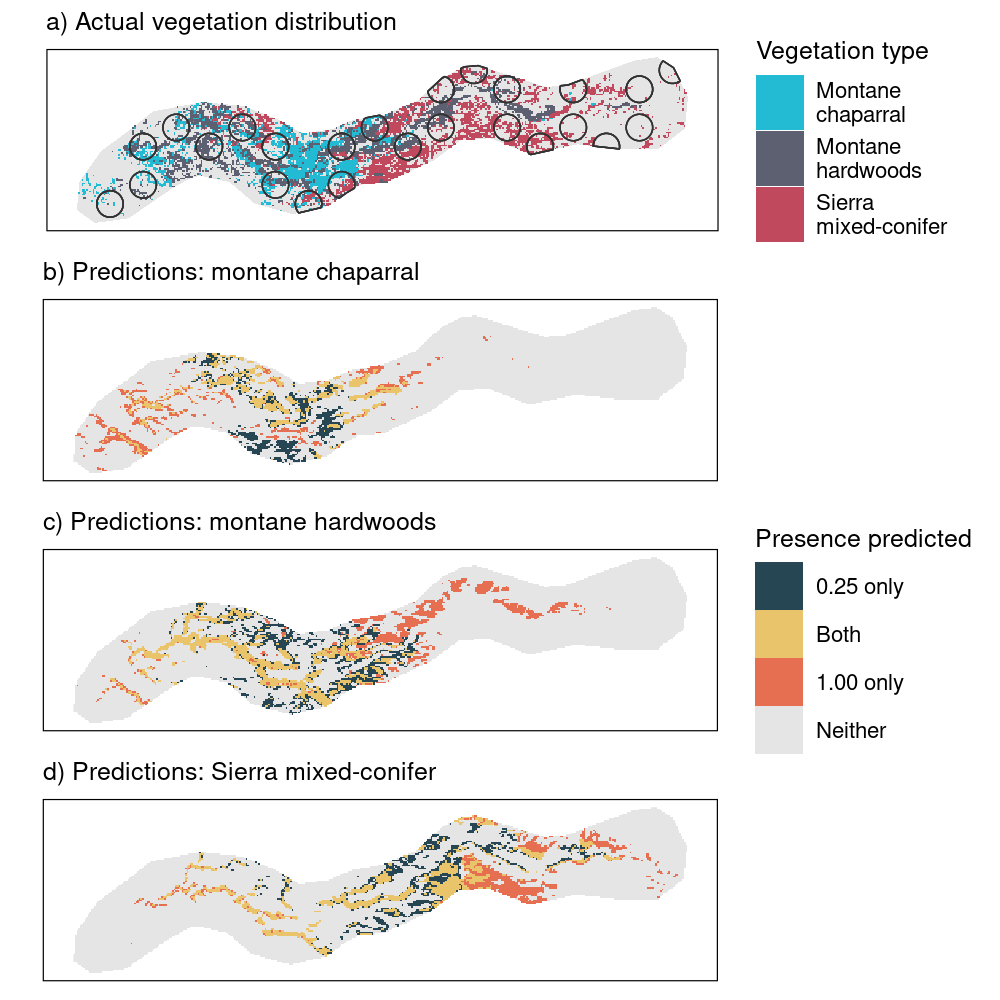 a) Actual vegetation distribution
Vegetation type
Montane
chaparral
Montane
hardwoods
Sierra
mixed-conifer
b) Predictions: montane chaparral
c) Predictions: montane hardwoods
Presence predicted
0.25 only
Both
1.00 only
Neither
d) Predictions: Sierra mixed-conifer